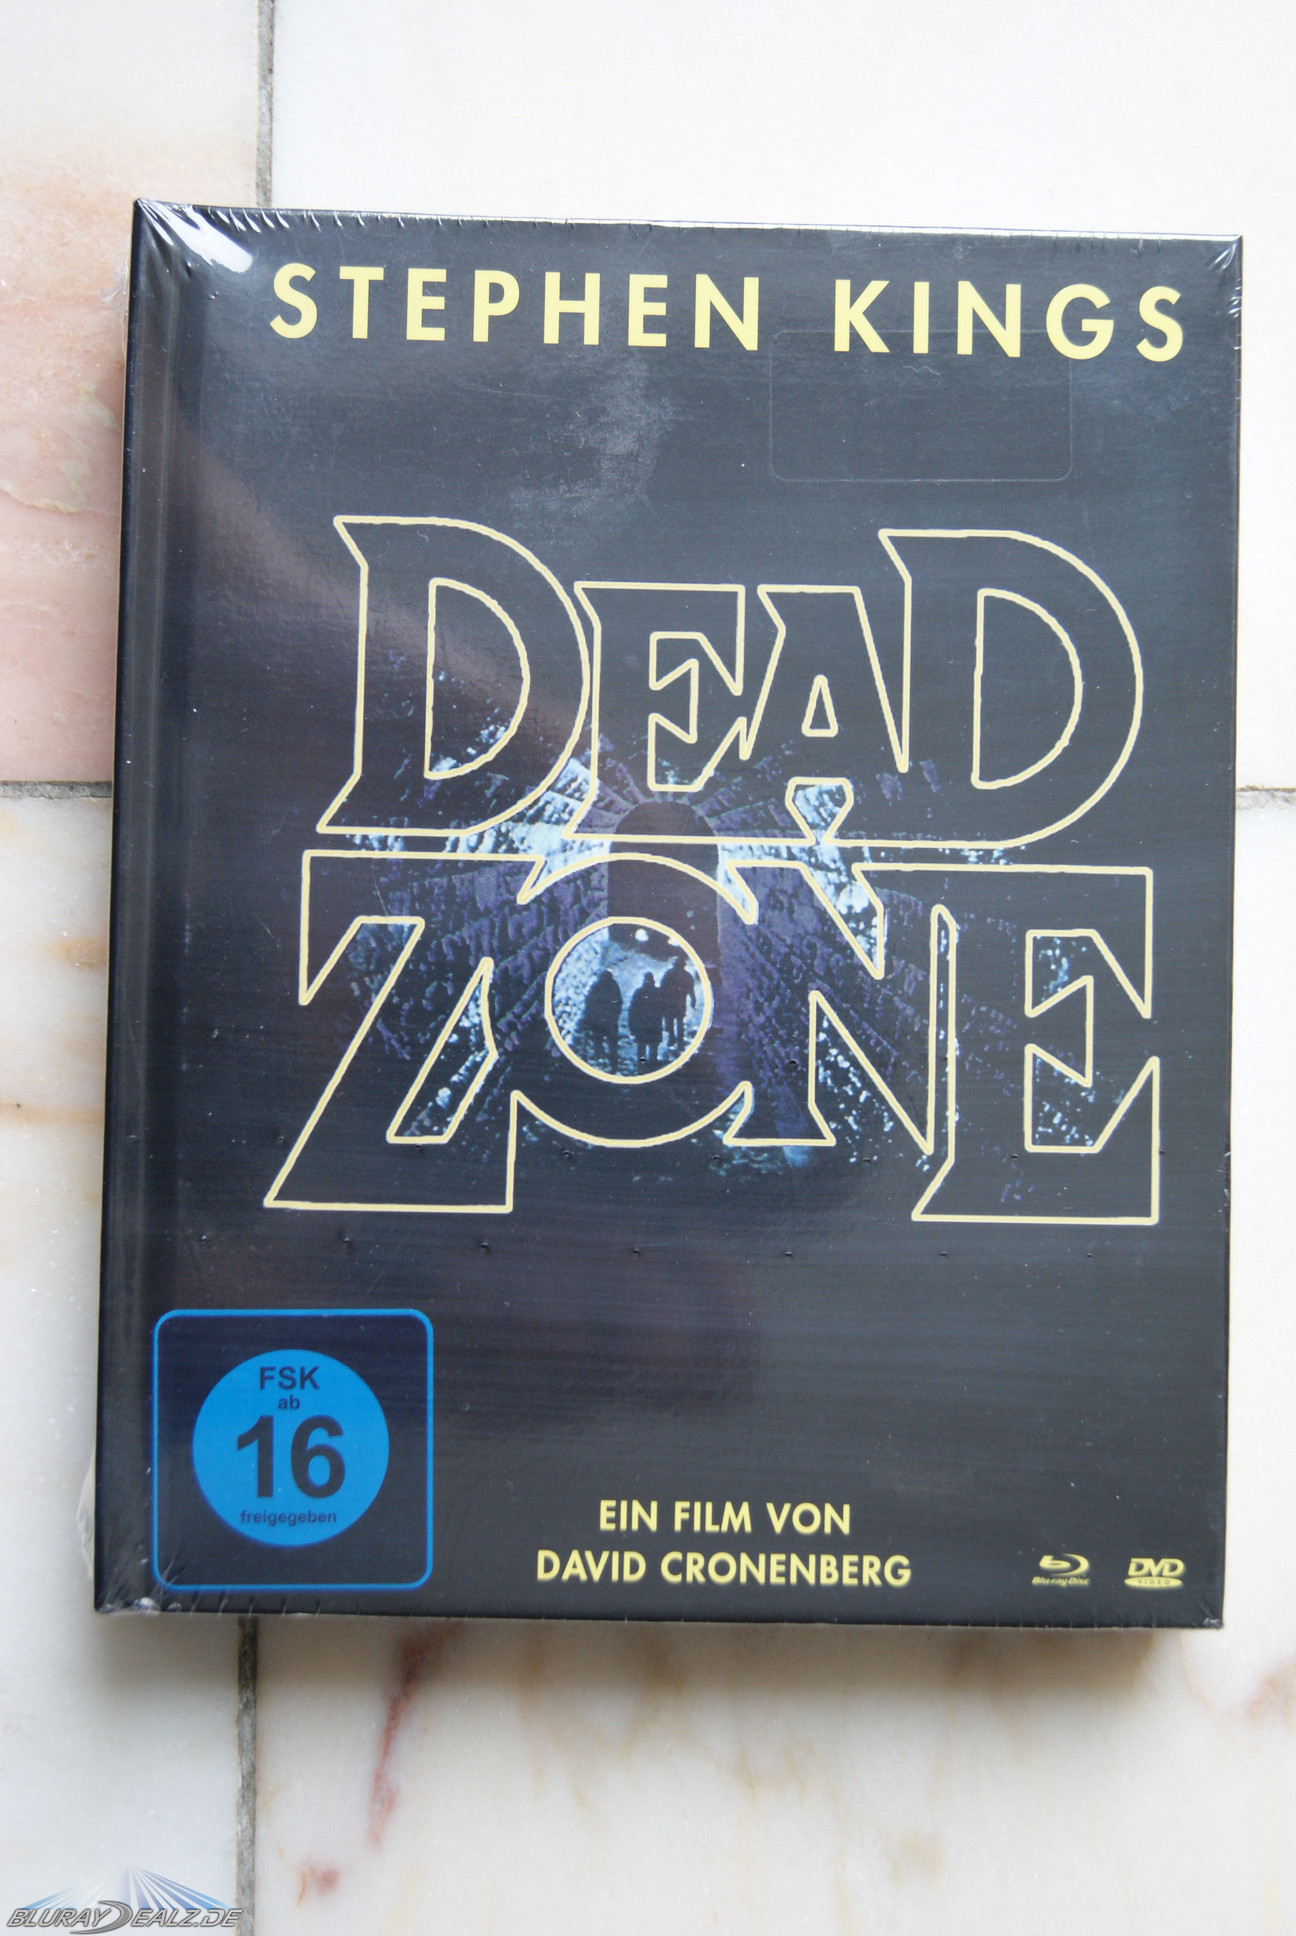 STEPHEN KINGS
DEAD
ZONE
FSK
ab
16
freigegeben
EIN FILM VON
DAVID CRONENBERG
Blu-ray Disc
DVD
VIDEO
BLURAYDEALZ.DE